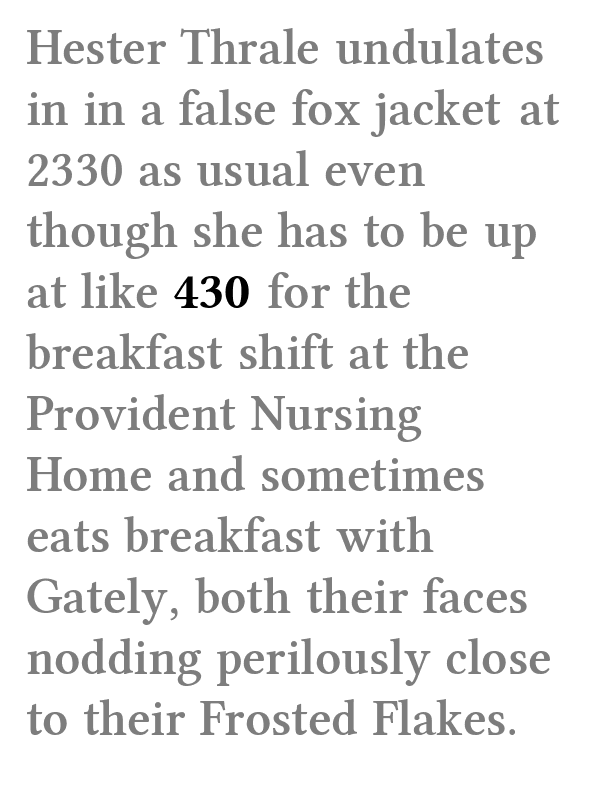 Hester Thrale undulates
in in a false fox jacket at
2330 as usual even
though she has to be up
at like 430 for the
breakfast shift at the
Provident Nursing
Home and sometimes
eats breakfast with
Gately, both their faces
nodding perilously close
to their Frosted Flakes.